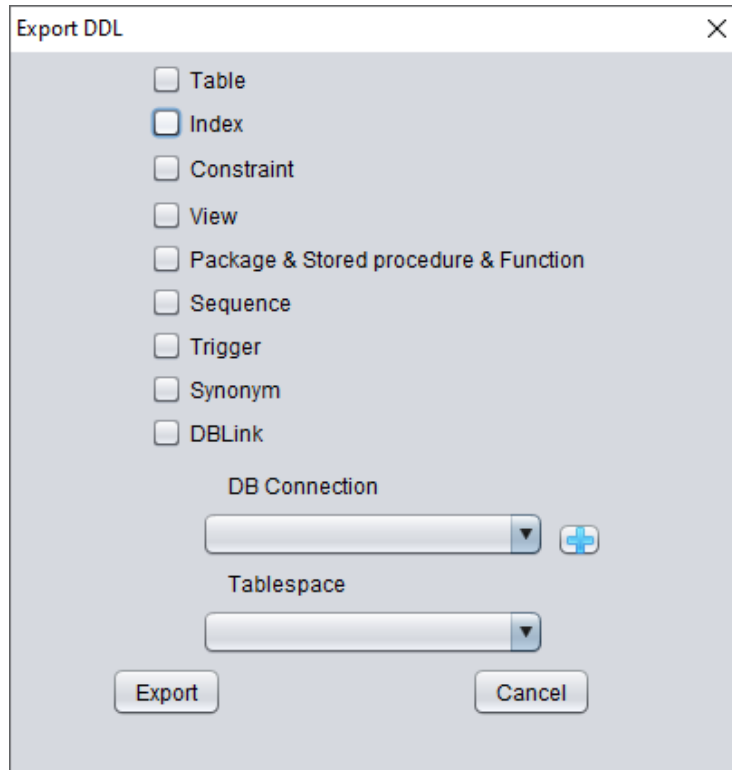 Export DDL
Table
Index
Constraint
View
Package & Stored procedure & Function
Sequence
Trigger
Synonym
DBLink
DB Connection
Tablespace
Export
Cancel